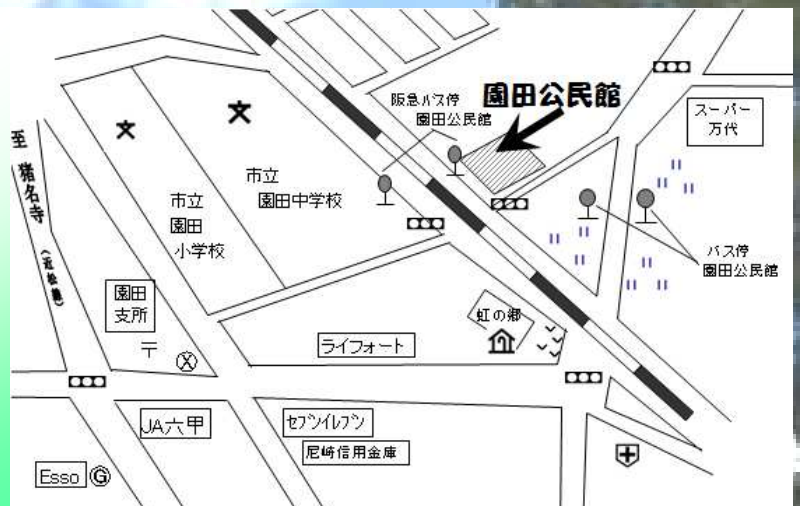 阪急バス停
園田公民館
園田公民館
スーパー
万代
至 猪名寺
（近松線）
市立
園田
小学校
市立
園田中学校
バス停
園田公民館
園田
支所
〒
虹の郷
ライフォート
JA六甲
セブンイレブン
尼崎信用金庫
Esso
G